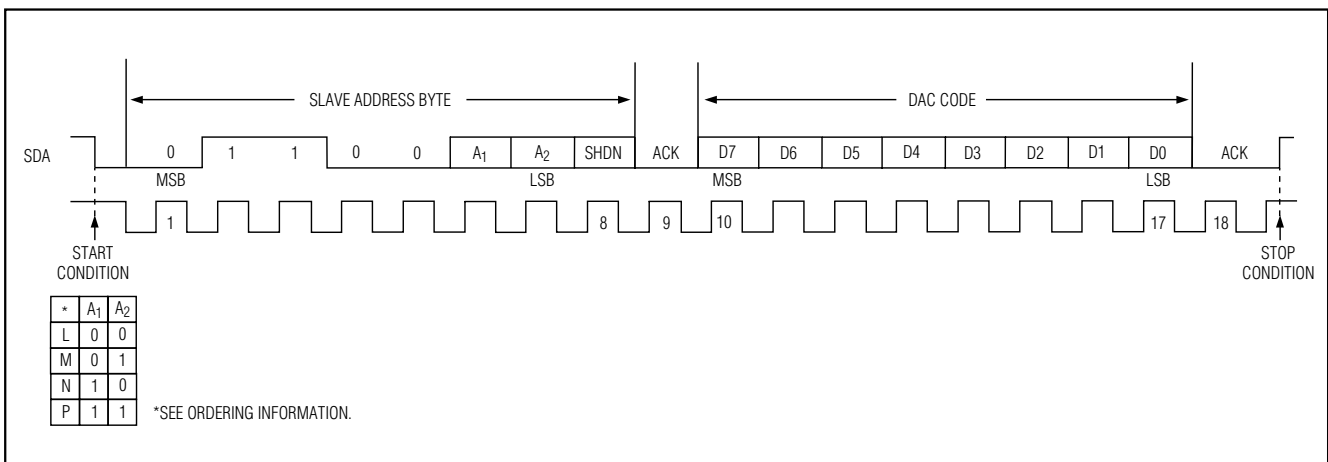 SLAVE ADDRESS BYTE DAC CODE
SDA 0 1 1 0 0 A1 A2 SHDN ACK D7 D6 D5 D4 D3 D2 D1 D0 ACK
MSB LSB MSB LSB
1 8 9 10 17 18
START
CONDITION
STOP
CONDITION
* A1 A2
L 0 0
M 0 1
N 1 0
P 1 1
*SEE ORDERING INFORMATION.